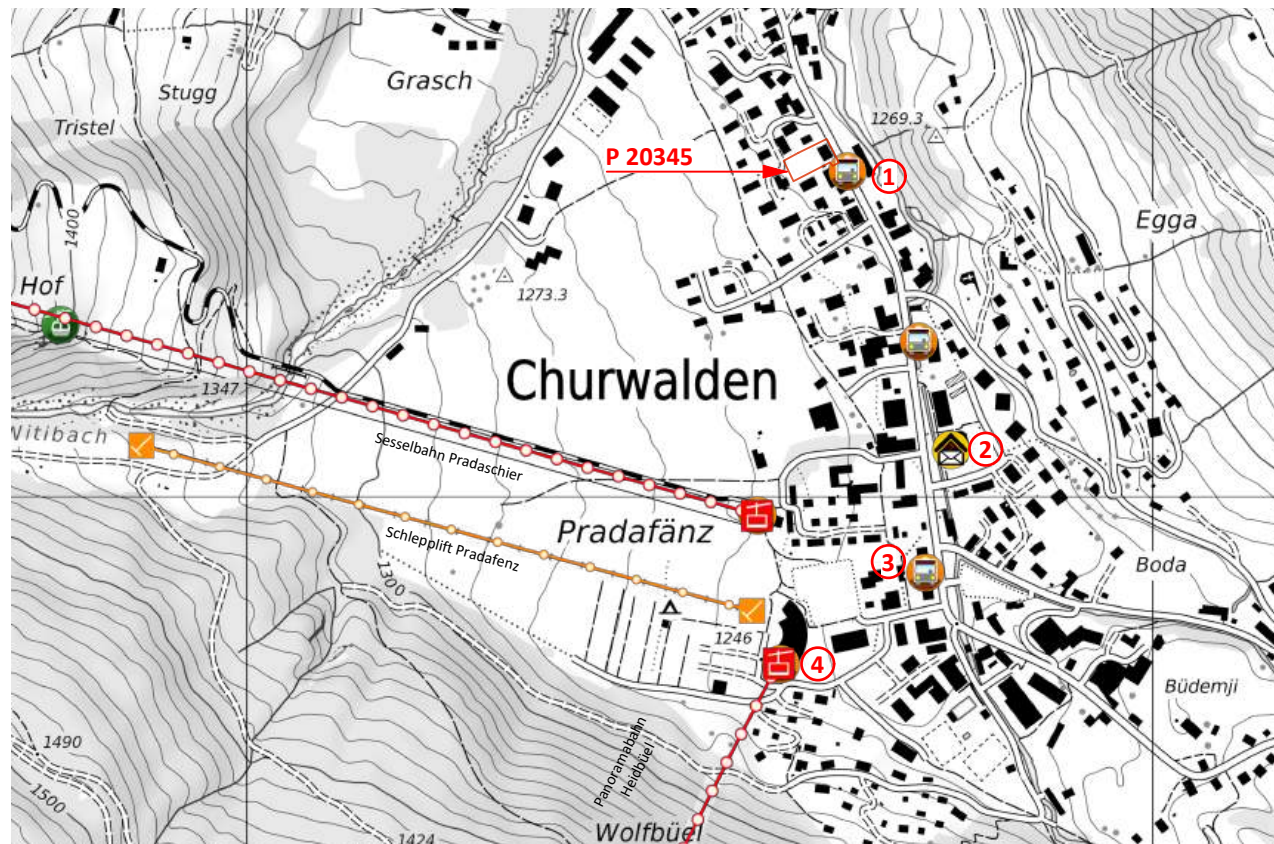 Grasch
Stugg
Tristel
1269.3
P 20345
1
Egga
1400
Hof
1273.3
Churwalden
1347
Witibach
Sesselbahn Pradaschier
2
Pradafänz
Schlepplift Pradafenz
3
Boda
1300
1246
4
Büdemji
Panoramabahn
Heidbüel
1490
1500
1424
Wolfbüel